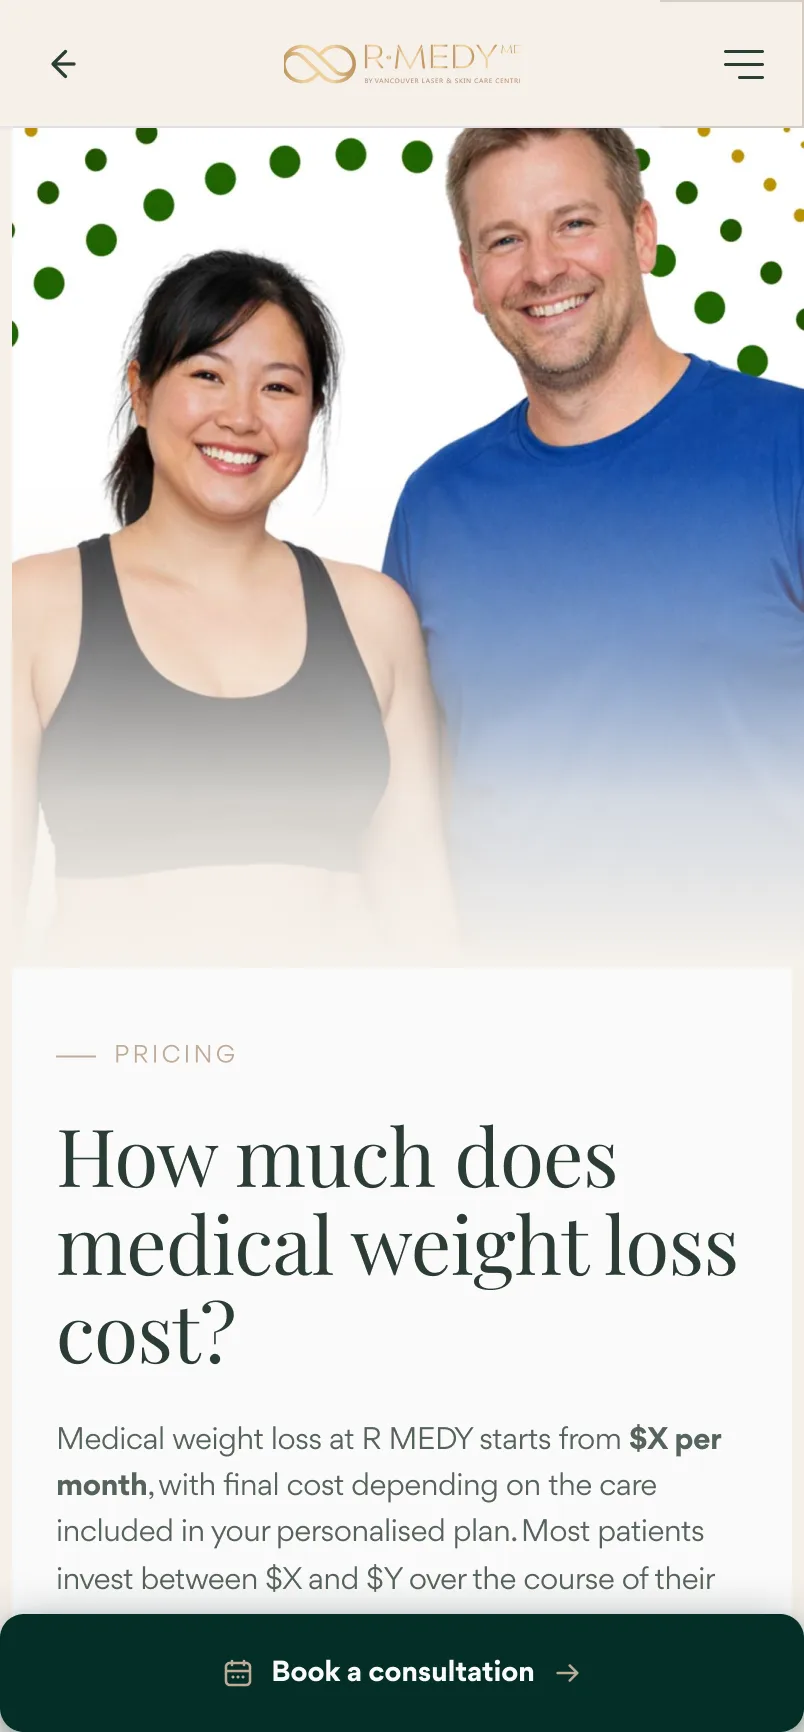 R·MEDY MD
BY VANCOUVER LASER & SKIN CARE CENTR
PRICING
How much does
medical weight loss
cost?
Medical weight loss at R MEDY starts from $X per
month, with final cost depending on the care
included in your personalised plan. Most patients
invest between $X and $Y over the course of their
Book a consultation